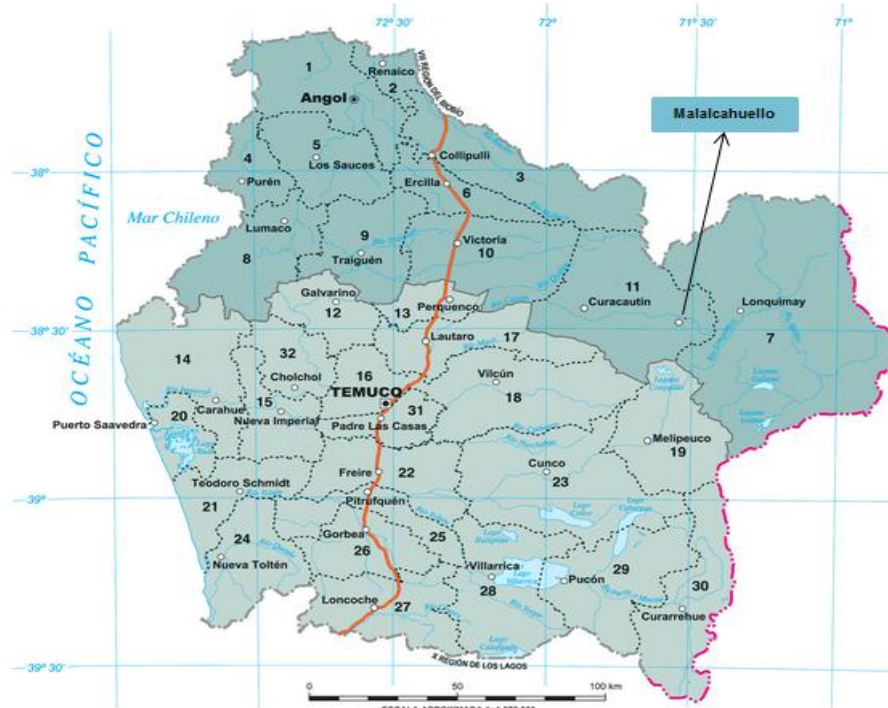 72° 30'
72°
71° 30'
71°
VIII REGIÓN DEL BIOBÍO
1
Renaico
2
Angol
Malalcahuello
OCÉANO PACÍFICO
38°
4
5
Los Sauces
Collipulli
3
Purén
Ercilla
6
Mar Chileno
Lumaco
9
Victoria
8
Traiguén
10
11
Galvarino
Curacautín
Lonquimay
12
13
Perquenco
7
38° 30'
Lautaro
17
14
32
Cholchol
16
Vilcún
TEMUCO
18
15
20
Carahue
31
Puerto Saavedra
Nueva Imperial
Padre Las Casas
Melipeuco
19
Freire
22
Cunco
Teodoro Schmidt
23
39°
Pitrufquén
21
Gorbea
24
25
26
Villarrica
29
Nueva Toltén
Lago Villarrica
Pucón
28
30
Loncoche
27
Curarrehue
X REGIÓN DE LOS LAGOS
39° 30'
0
50
100 km